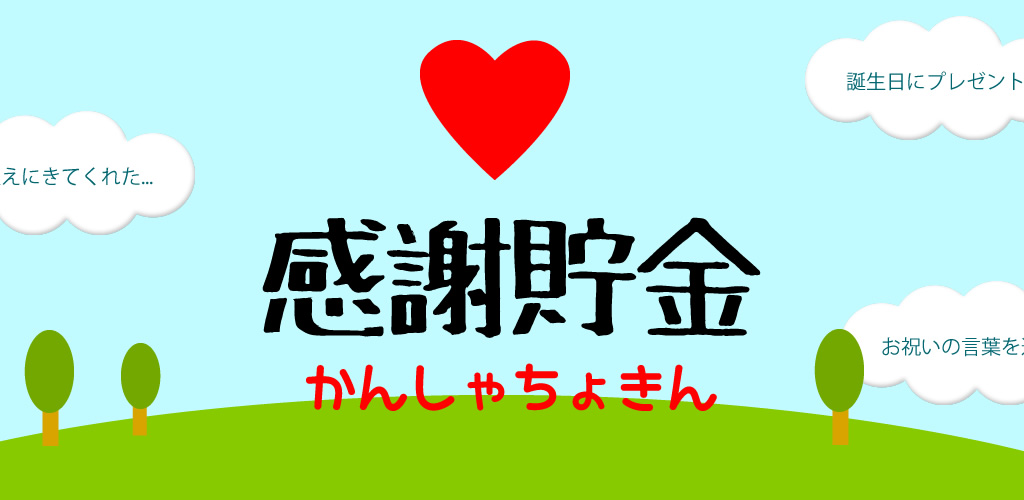 誕生日にプレゼント
えにきてくれた...
感謝貯金
かんしゃちょきん
お祝いの言葉を